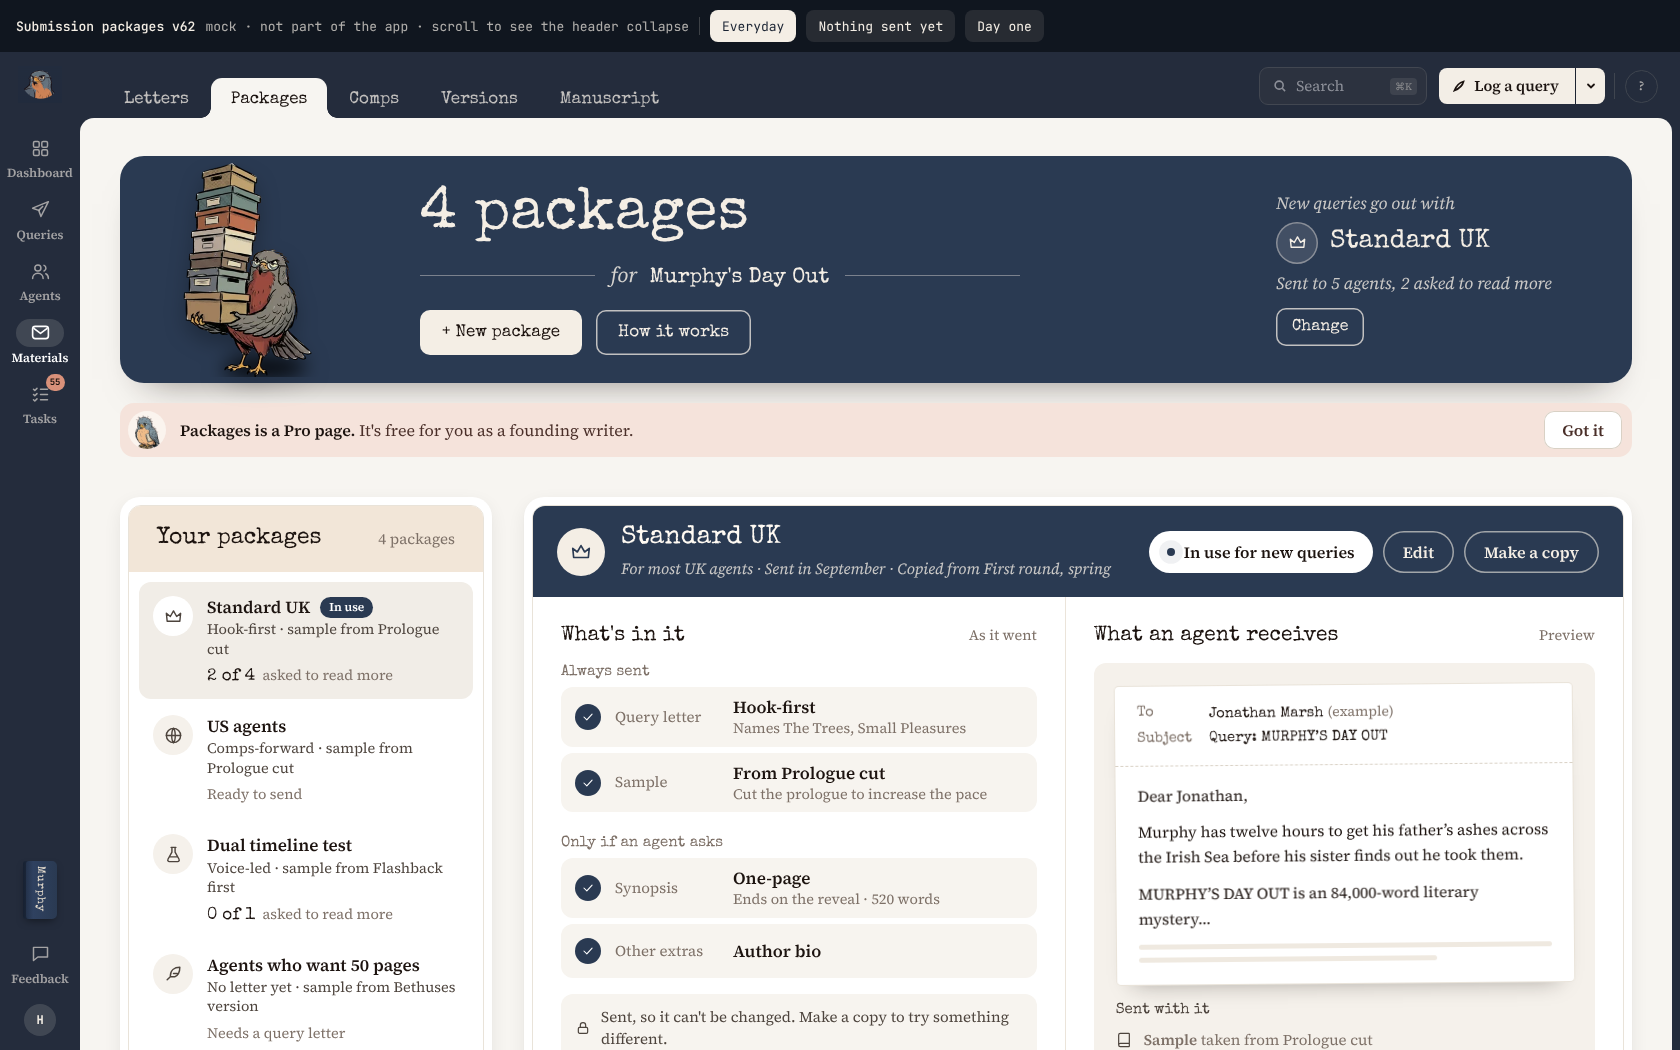 Submission packages v62 mock · not part of the app · scroll to see the header collapse Everyday Nothing sent yet Day one
Letters Packages Comps Versions Manuscript
Search ⌘K
Log a query
?
Dashboard
Queries
Agents
Materials
55
Tasks
Murphy
Feedback
H
4 packages
for Murphy's Day Out
+ New package How it works
New queries go out with
Standard UK
Sent to 5 agents, 2 asked to read more
Change
Packages is a Pro page. It's free for you as a founding writer.
Got it
Your packages 4 packages
Standard UK In use
Hook-first · sample from Prologue
cut
2 of 4 asked to read more
US agents
Comps-forward · sample from
Prologue cut
Ready to send
Dual timeline test
Voice-led · sample from Flashback
first
0 of 1 asked to read more
Agents who want 50 pages
No letter yet · sample from Bethuses
version
Needs a query letter
Standard UK
For most UK agents · Sent in September · Copied from First round, spring
In use for new queries Edit Make a copy
What's in it As it went
Always sent
Query letter Hook-first
Names The Trees, Small Pleasures
Sample From Prologue cut
Cut the prologue to increase the pace
Only if an agent asks
Synopsis One-page
Ends on the reveal · 520 words
Other extras Author bio
Sent, so it can't be changed. Make a copy to try something
different.
What an agent receives Preview
To Jonathan Marsh (example)
Subject Query: MURPHY’S DAY OUT
Dear Jonathan,
Murphy has twelve hours to get his father’s ashes across
the Irish Sea before his sister finds out he took them.
MURPHY’S DAY OUT is an 84,000-word literary
mystery…
Sent with it
Sample taken from Prologue cut